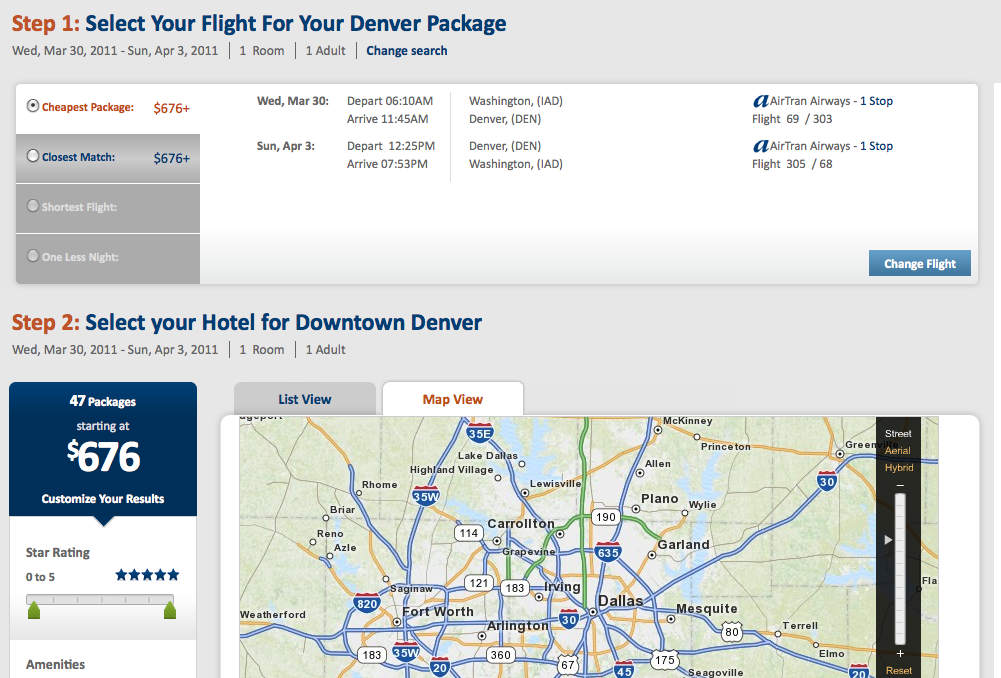 Step 1: Select Your Flight For Your Denver Package
Wed, Mar 30, 2011 - Sun, Apr 3, 2011 | 1 Room | 1 Adult | Change search
Cheapest Package: $676+
Closest Match: $676+
Shortest Flight:
One Less Night:
Wed, Mar 30: Depart 06:10AM Washington, (IAD) AirTran Airways - 1 Stop
Arrive 11:45AM Denver, (DEN) Flight 69 / 303
Sun, Apr 3: Depart 12:25PM Denver, (DEN) AirTran Airways - 1 Stop
Arrive 07:53PM Washington, (IAD) Flight 305 / 68
Change Flight
Step 2: Select your Hotel for Downtown Denver
Wed, Mar 30, 2011 - Sun, Apr 3, 2011 | 1 Room | 1 Adult
47 Packages
starting at
$676
Customize Your Results
Star Rating
0 to 5
Amenities
List View
Map View
McKinney
35E
Princeton
Greenville
Lake Dallas
Highland Village
Allen
Rhome
35W
Lewisville
30
Plano
Wylie
Briar
190
Carrollton
Reno
114
Azle
Grapevine
635
Garland
121
183
Irving
Saginaw
820
Dallas
Weatherford
Fort Worth
Mesquite
30
Arlington
80
Terrell
183
35W
360
Elmo
20
67
175
45
Seagoville
20
Street
Aerial
Hybrid
−
+
Reset